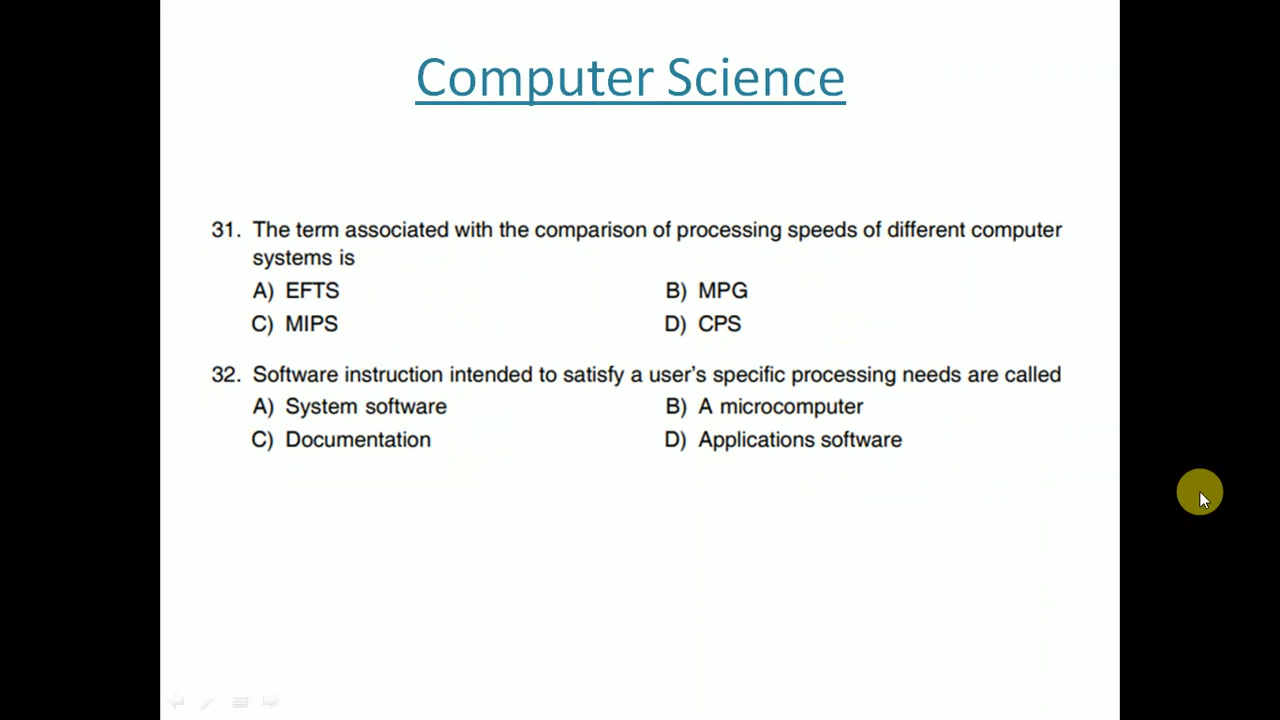 Computer Science
31. The term associated with the comparison of processing speeds of different computer
systems is
A) EFTS B) MPG
C) MIPS D) CPS
32. Software instruction intended to satisfy a user's specific processing needs are called
A) System software B) A microcomputer
C) Documentation D) Applications software